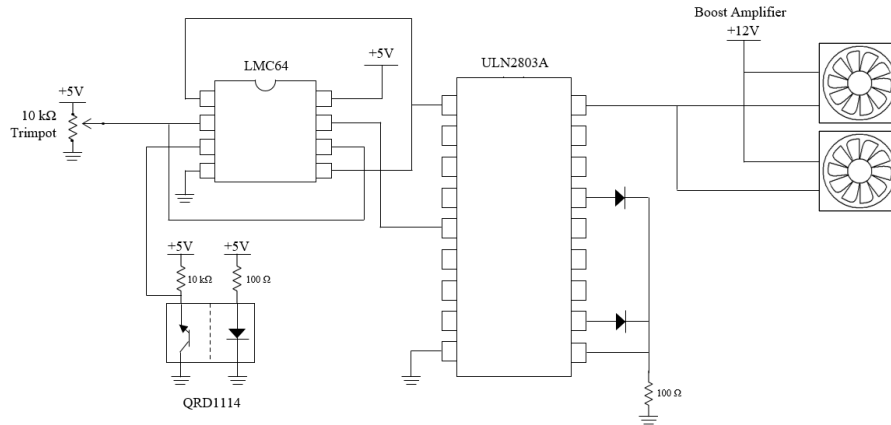 Boost Amplifier
+12V
+5V
LMC64
ULN2803A
+5V
10 kΩ
Trimpot
+5V
+5V
10 kΩ
100 Ω
QRD1114
100 Ω